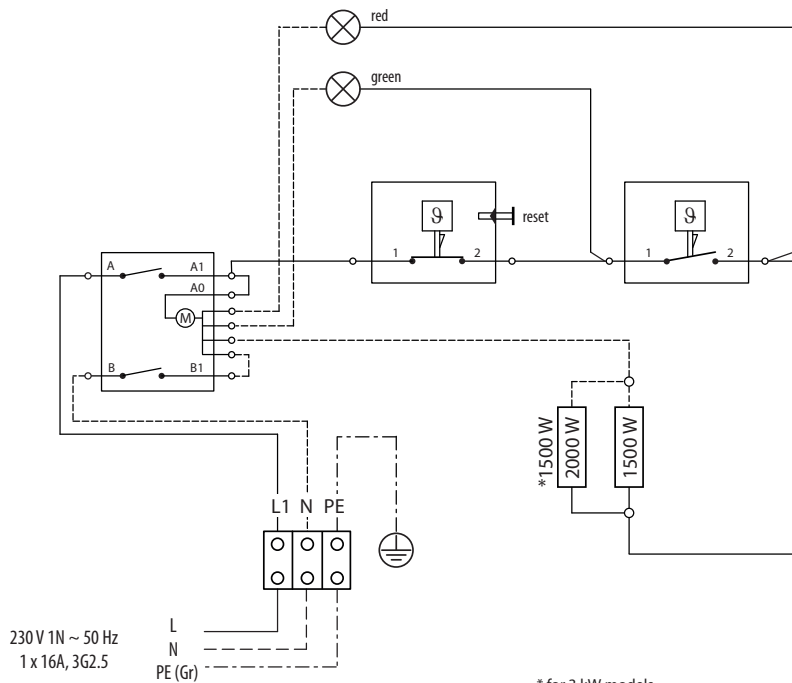 red
green
ϑ
ϑ
reset
1
2
1
2
A
A1
A0
M
B
B1
*1500 W
2000 W
1500 W
L1 N PE
230 V 1N ~ 50 Hz
1 x 16A, 3G2.5
L
N
PE (Gr)